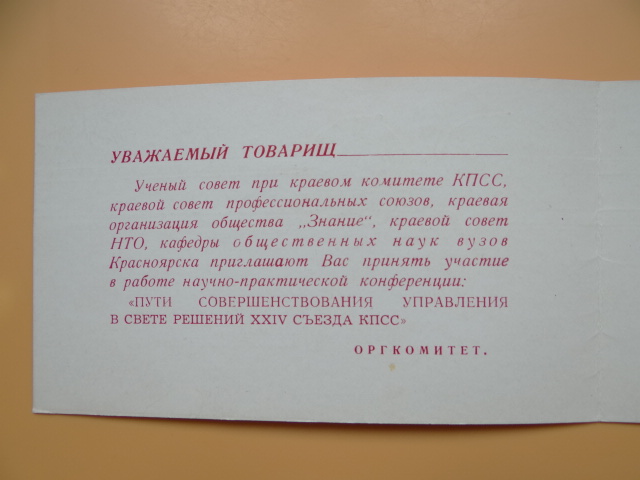 УВАЖАЕМЫЙ ТОВАРИЩ
Ученый совет при краевом комитете КПСС,
краевой совет профессиональных союзов, краевая
организация общества „Знание“, краевой совет
НТО, кафедры общественных наук вузов
Красноярска приглашают Вас принять участие
в работе научно-практической конференции:
«ПУТИ СОВЕРШЕНСТВОВАНИЯ УПРАВЛЕНИЯ
В СВЕТЕ РЕШЕНИЙ XXIV СЪЕЗДА КПСС»
ОРГКОМИТЕТ.